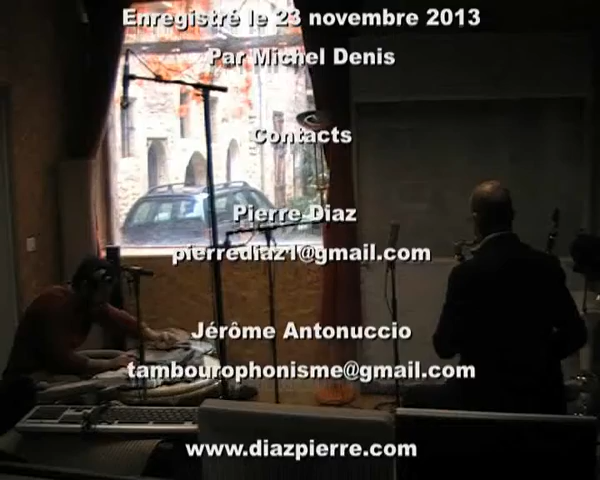 Enregistré le 23 novembre 2013
Par Michel Denis
Contacts
Pierre Diaz
pierrediaz1@gmail.com
Jérôme Antonuccio
tambourophonisme@gmail.com
www.diazpierre.com